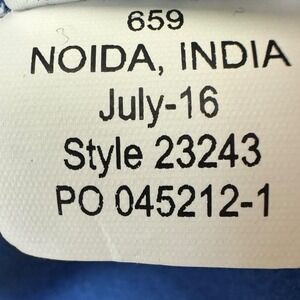 659
NOIDA, INDIA
July-16
Style 23243
PO 045212-1